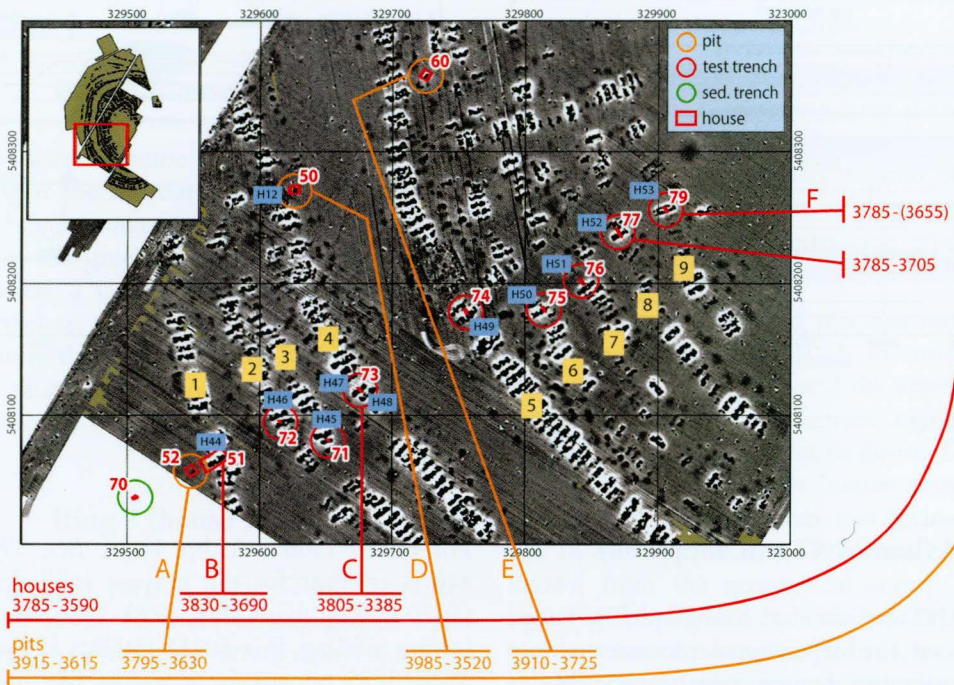 329500 329600 329700 329800 329900 323000
pit
test trench
sed. trench
house
60
5408300
5408300
H12 50
H53 79
F
3785-(3655)
H52 77
3785-3705
H51 76
9
5408200
5408200
74 H50 75
8
H49
4
3
2
7
1
6
73
H47
H48
H46
5
5408100
5408100
H45
72 71
H44
52 51
70
329500 329600 329700 329800 329900 323000
A B C D E
houses
3785-3590 3830-3690 3805-3385
pits
3915-3615 3795-3630 3985-3520 3910-3725